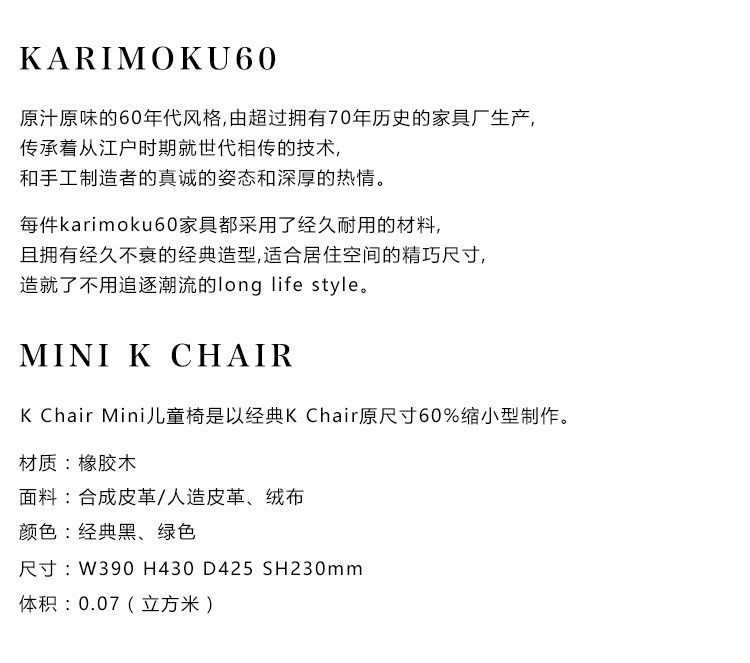 KARIMOKU60
原汁原味的60年代风格,由超过拥有70年历史的家具厂生产,
传承着从江户时期就世代相传的技术,
和手工制造者的真诚的姿态和深厚的热情。
每件karimoku60家具都采用了经久耐用的材料,
且拥有经久不衰的经典造型,适合居住空间的精巧尺寸,
造就了不用追逐潮流的long life style。
MINI K CHAIR
K Chair Mini儿童椅是以经典K Chair原尺寸60%缩小型制作。
材质：橡胶木
面料：合成皮革/人造皮革、绒布
颜色：经典黑、绿色
尺寸：W390 H430 D425 SH230mm
体积：0.07（立方米）